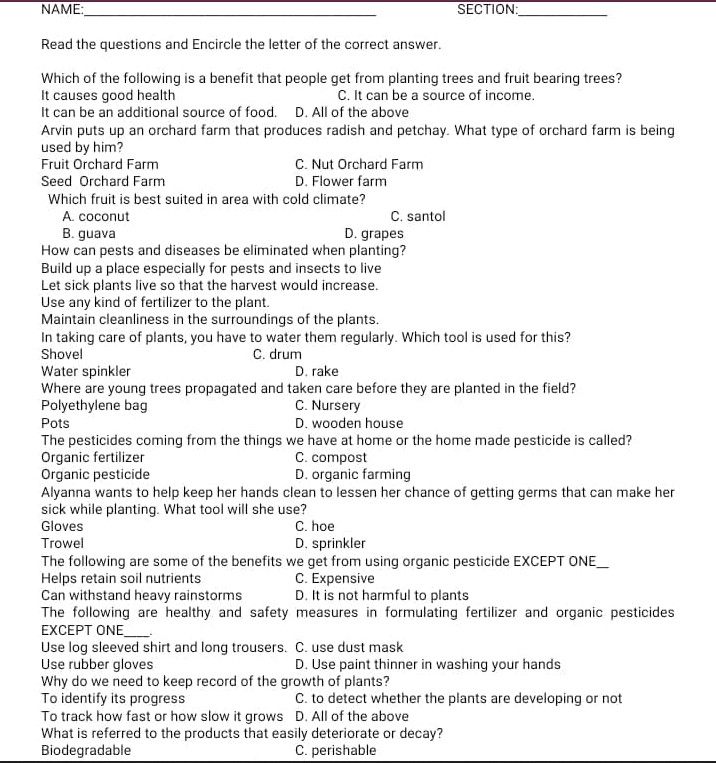 NAME:____________________________________ SECTION:___________
Read the questions and Encircle the letter of the correct answer.
Which of the following is a benefit that people get from planting trees and fruit bearing trees?
It causes good health C. It can be a source of income.
It can be an additional source of food. D. All of the above
Arvin puts up an orchard farm that produces radish and petchay. What type of orchard farm is being
used by him?
Fruit Orchard Farm C. Nut Orchard Farm
Seed Orchard Farm D. Flower farm
Which fruit is best suited in area with cold climate?
A. coconut C. santol
B. guava D. grapes
How can pests and diseases be eliminated when planting?
Build up a place especially for pests and insects to live
Let sick plants live so that the harvest would increase.
Use any kind of fertilizer to the plant.
Maintain cleanliness in the surroundings of the plants.
In taking care of plants, you have to water them regularly. Which tool is used for this?
Shovel C. drum
Water spinkler D. rake
Where are young trees propagated and taken care before they are planted in the field?
Polyethylene bag C. Nursery
Pots D. wooden house
The pesticides coming from the things we have at home or the home made pesticide is called?
Organic fertilizer C. compost
Organic pesticide D. organic farming
Alyanna wants to help keep her hands clean to lessen her chance of getting germs that can make her
sick while planting. What tool will she use?
Gloves C. hoe
Trowel D. sprinkler
The following are some of the benefits we get from using organic pesticide EXCEPT ONE__
Helps retain soil nutrients C. Expensive
Can withstand heavy rainstorms D. It is not harmful to plants
The following are healthy and safety measures in formulating fertilizer and organic pesticides
EXCEPT ONE____.
Use log sleeved shirt and long trousers. C. use dust mask
Use rubber gloves D. Use paint thinner in washing your hands
Why do we need to keep record of the growth of plants?
To identify its progress C. to detect whether the plants are developing or not
To track how fast or how slow it grows D. All of the above
What is referred to the products that easily deteriorate or decay?
Biodegradable C. perishable